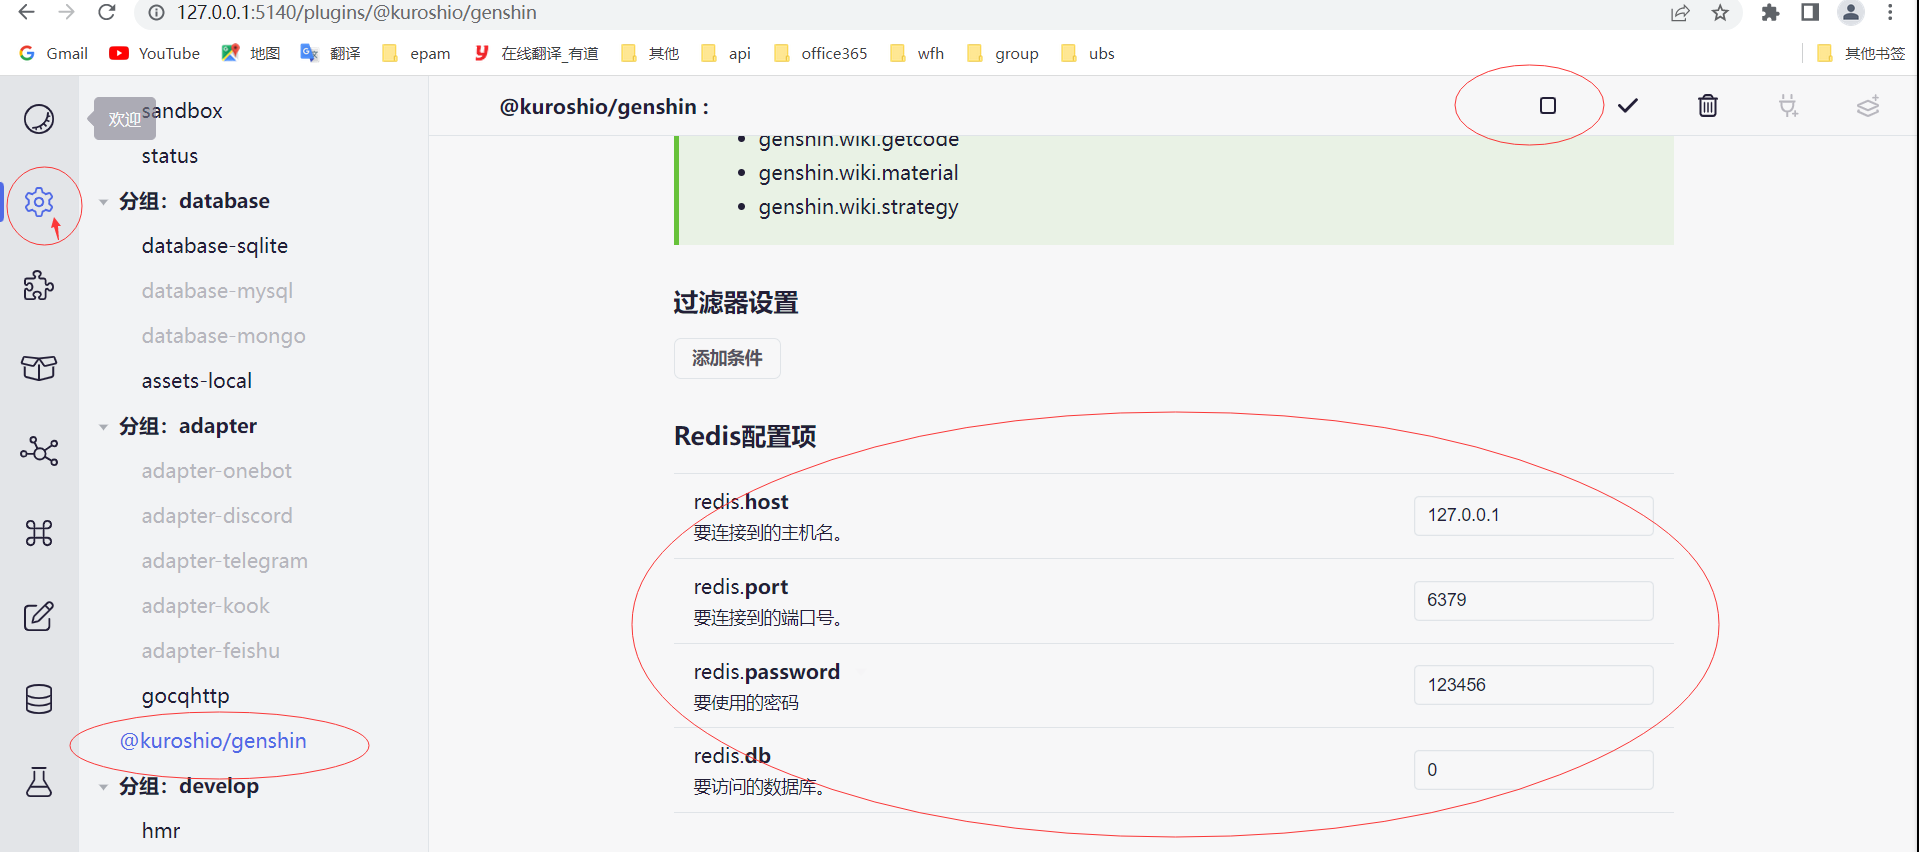 127.0.0.1:5140/plugins/@kuroshio/genshin
Gmail YouTube 地图 翻译 epam 在线翻译_有道 其他 api office365 wfh group ubs 其他书签
欢迎
sandbox
status
分组：database
database-sqlite
database-mysql
database-mongo
assets-local
分组：adapter
adapter-onebot
adapter-discord
adapter-telegram
adapter-kook
adapter-feishu
gocqhttp
@kuroshio/genshin
分组：develop
hmr
@kuroshio/genshin :
genshin.wiki.getcode
genshin.wiki.material
genshin.wiki.strategy
过滤器设置
添加条件
Redis配置项
redis.host
要连接到的主机名。
127.0.0.1
redis.port
要连接到的端口号。
6379
redis.password
要使用的密码
123456
redis.db
要访问的数据库。
0